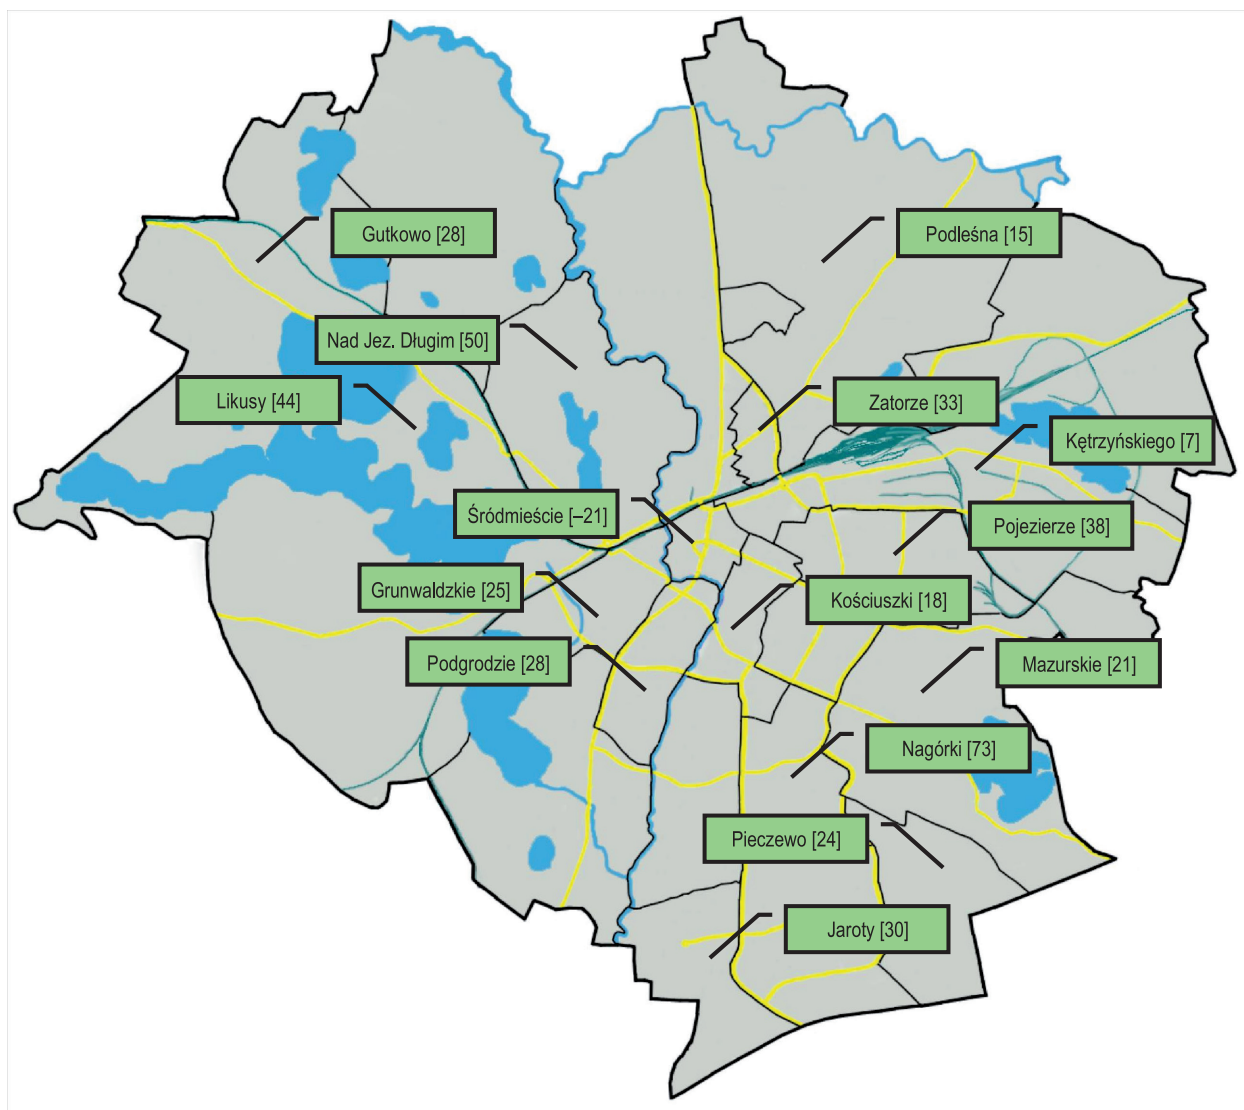 Gutkowo [28]
Podleśna [15]
Nad Jez. Długim [50]
Likusy [44]
Zatorze [33]
Kętrzyńskiego [7]
Śródmieście [–21]
Pojezierze [38]
Grunwaldzkie [25]
Kościuszki [18]
Podgrodzie [28]
Mazurskie [21]
Nagórki [73]
Pieczewo [24]
Jaroty [30]